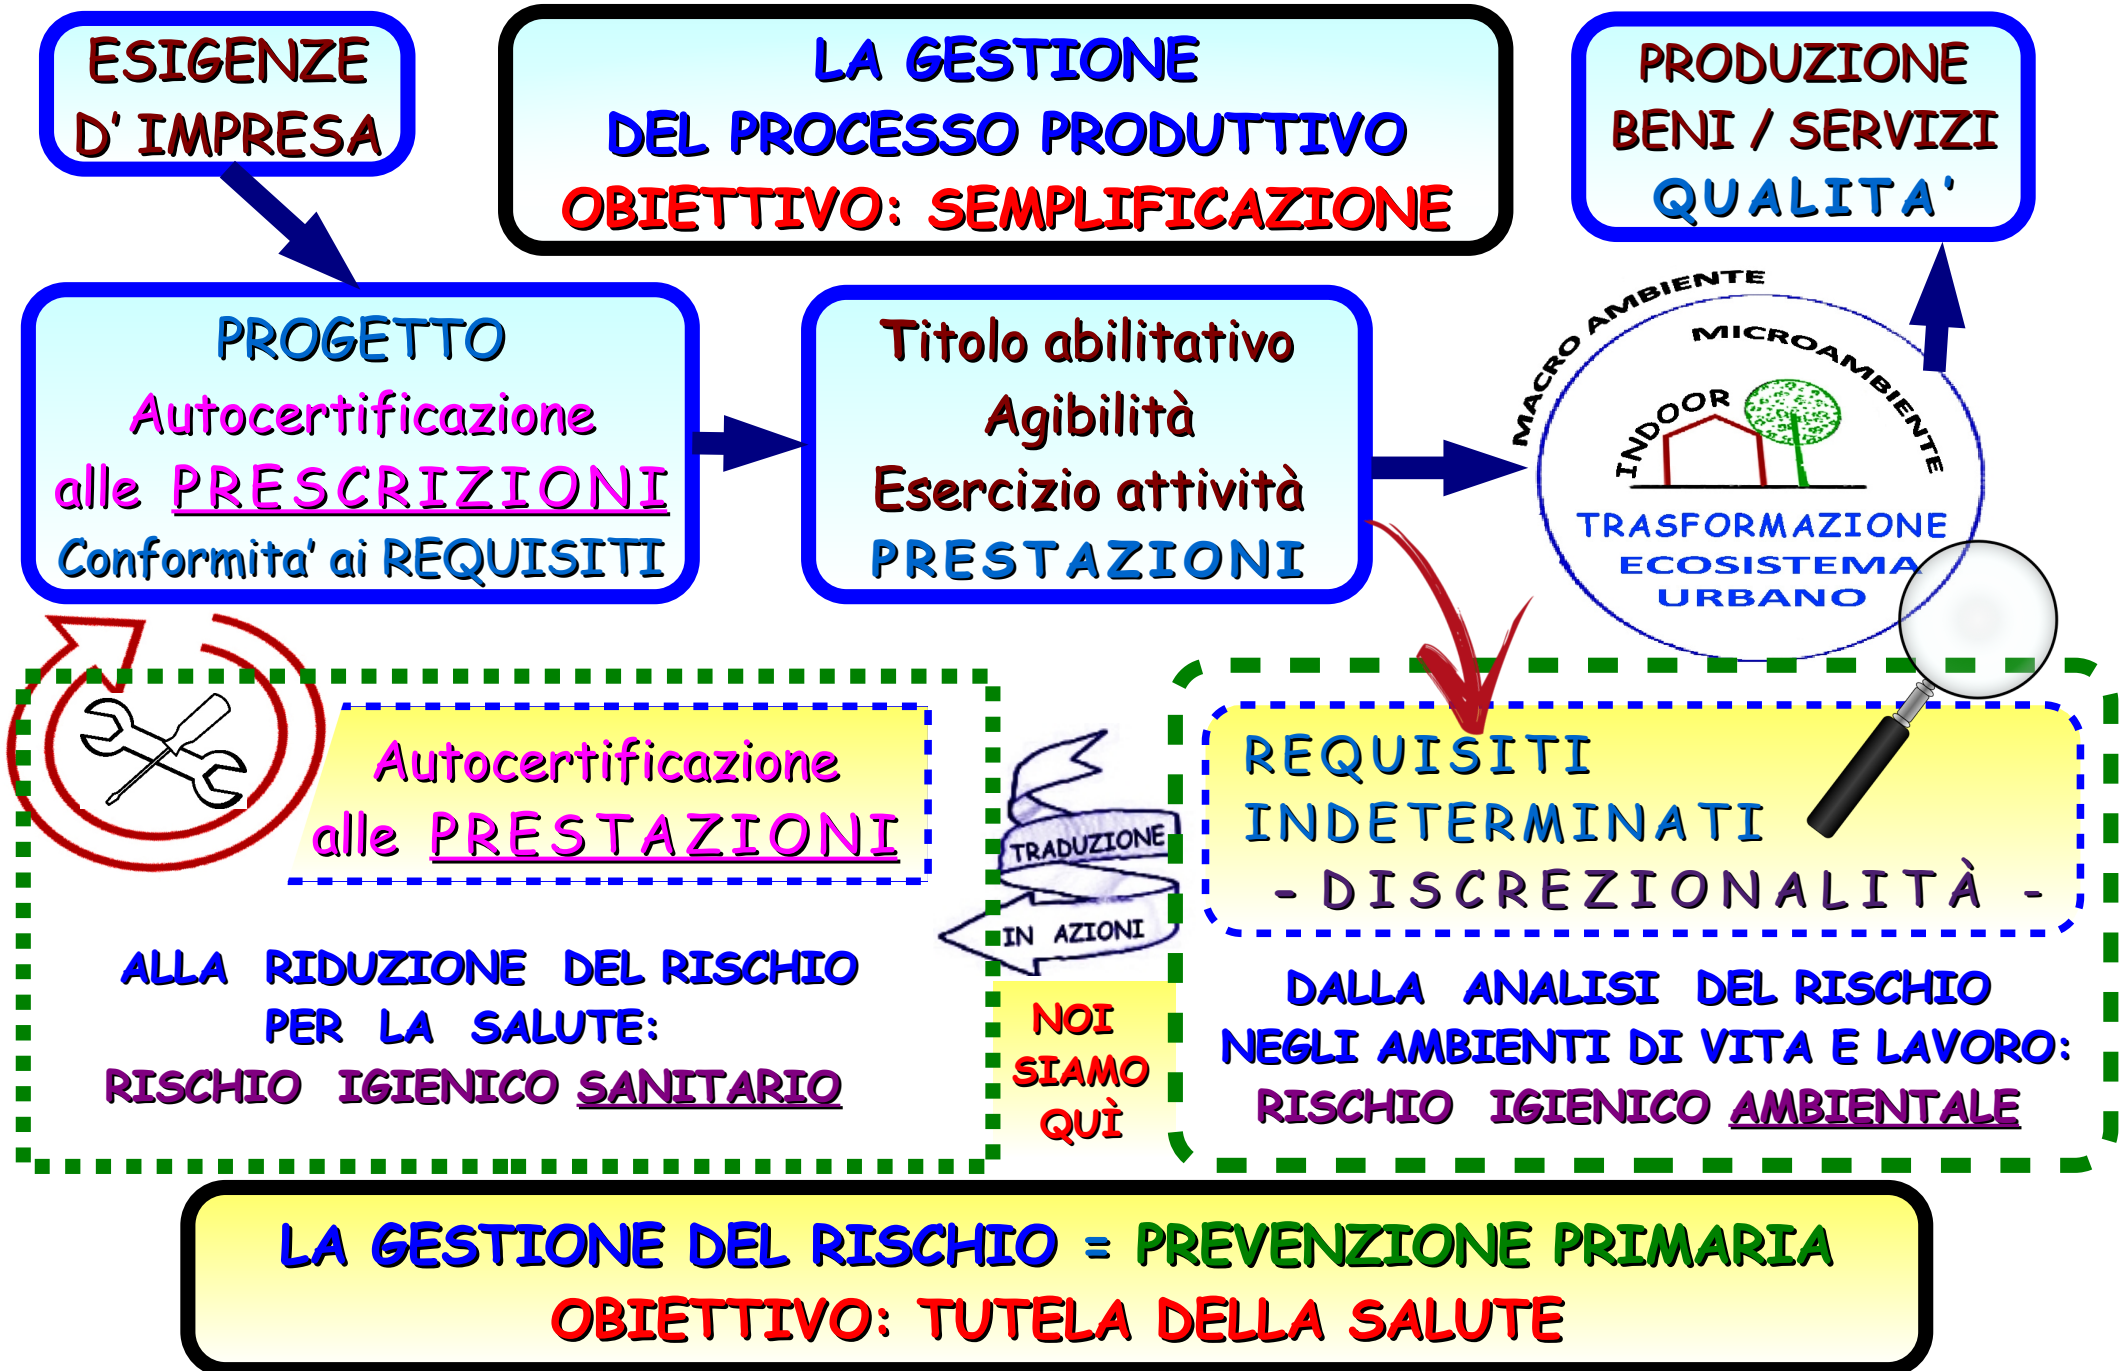 ESIGENZE
D' IMPRESA
LA GESTIONE
DEL PROCESSO PRODUTTIVO
OBIETTIVO: SEMPLIFICAZIONE
PRODUZIONE
BENI / SERVIZI
QUALITA'
PROGETTO
Autocertificazione
alle PRESCRIZIONI
Conformita' ai REQUISITI
Titolo abilitativo
Agibilità
Esercizio attività
PRESTAZIONI
MACRO AMBIENTE
MICROAMBIENTE
INDOOR
TRASFORMAZIONE
ECOSISTEMA
URBANO
Autocertificazione
alle PRESTAZIONI
ALLA RIDUZIONE DEL RISCHIO
PER LA SALUTE:
RISCHIO IGIENICO SANITARIO
TRADUZIONE
IN AZIONI
NOI
SIAMO
QUÌ
REQUISITI
INDETERMINATI
- DISCREZIONALITÀ -
DALLA ANALISI DEL RISCHIO
NEGLI AMBIENTI DI VITA E LAVORO:
RISCHIO IGIENICO AMBIENTALE
LA GESTIONE DEL RISCHIO = PREVENZIONE PRIMARIA
OBIETTIVO: TUTELA DELLA SALUTE